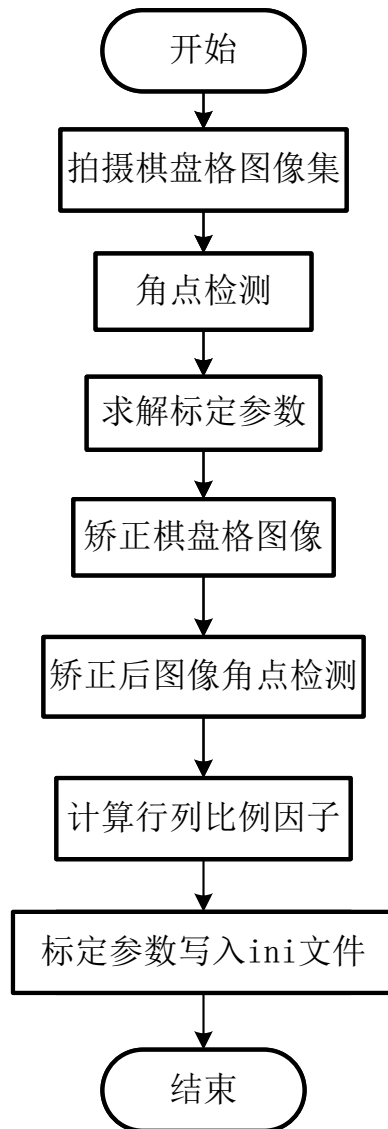 开始
拍摄棋盘格图像集
角点检测
求解标定参数
矫正棋盘格图像
矫正后图像角点检测
计算行列比例因子
标定参数写入ini文件
结束